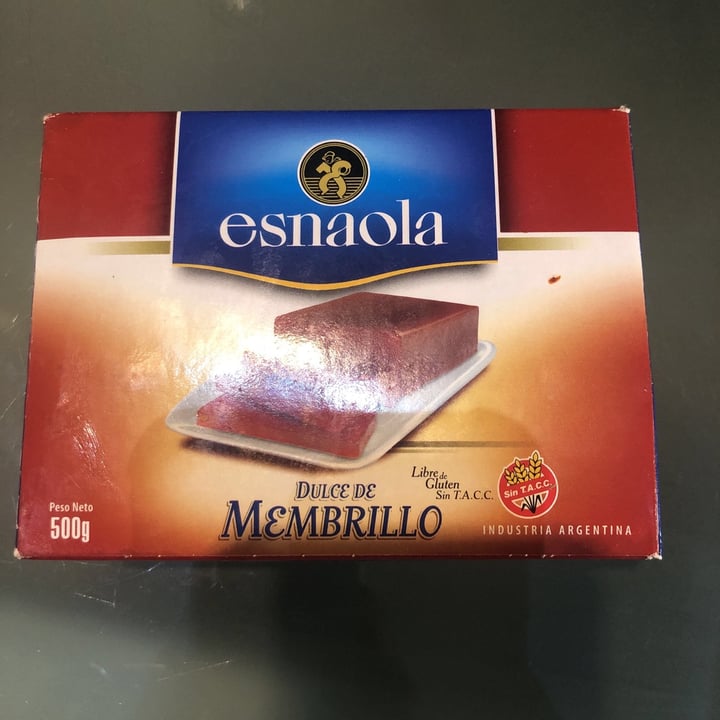 esnaola
DULCE DE
MEMBRILLO
Libre de
Gluten
Sin T.A.C.C.
Sin T.A.C.C.
INDUSTRIA ARGENTINA
Peso Neto
500g